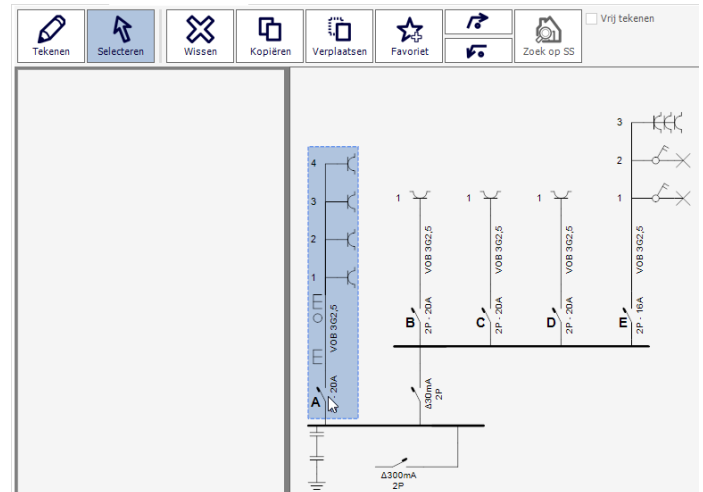 Tekenen
Selecteren
Wissen
Kopiëren
Verplaatsen
Favoriet
Zoek op SS
Vrij tekenen
3
2
1
4
3
2
1
1
1
1
VOB 3G2,5
VOB 3G2,5
VOB 3G2,5
VOB 3G2,5
VOB 3G2,5
A
- 20A
B
2P - 20A
C
2P - 20A
D
2P - 20A
E
2P - 16A
Δ30mA
2P
Δ300mA
2P